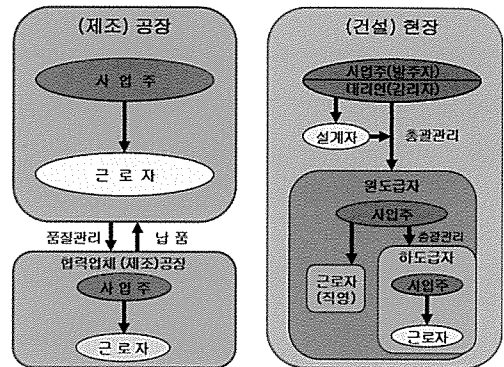 (제조) 공장
사 업 주
근 로 자
품질관리
납 품
협력업체 (제조)공장
사 업 주
근 로 자
(건설) 현장
사업주(발주자)
대리인(감리자)
설계자
총괄관리
원도급자
사업주
총괄관리
근로자
(직영)
하도급자
사업주
근로자